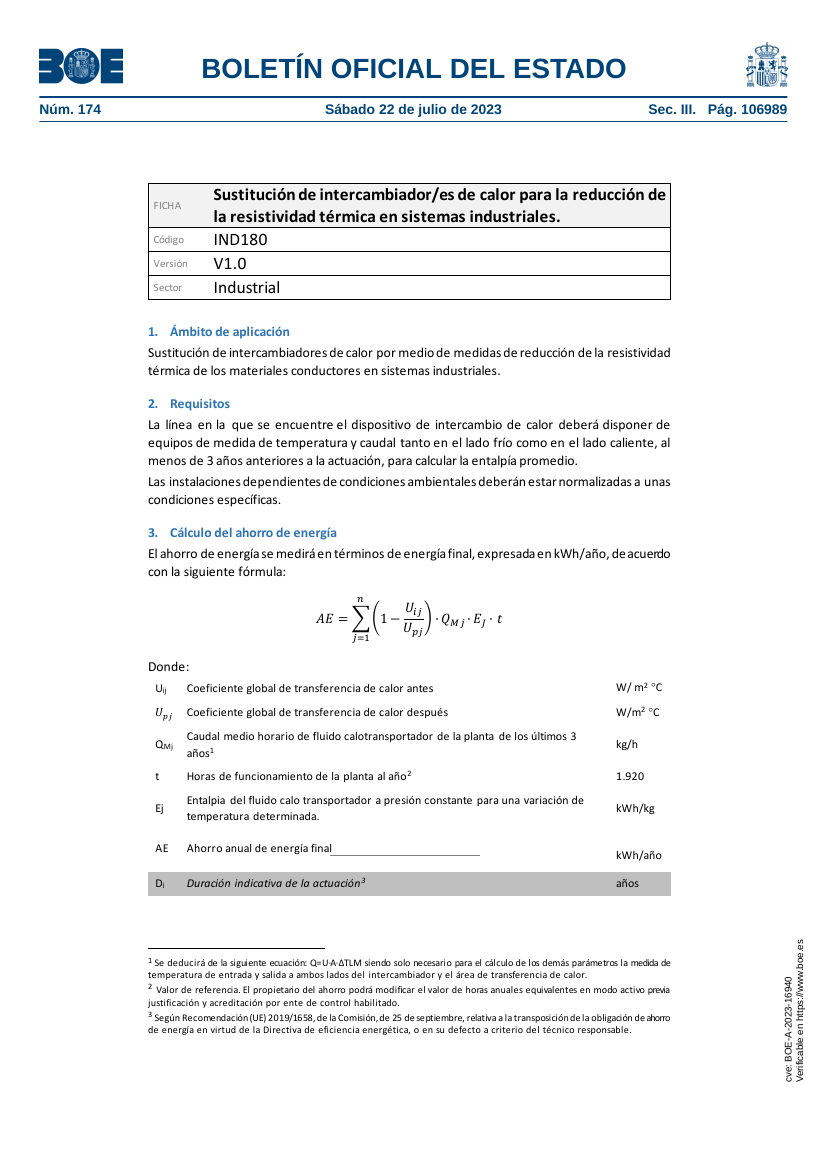 BOE
BOLETÍN OFICIAL DEL ESTADO
Núm. 174 Sábado 22 de julio de 2023 Sec. III. Pág. 106989
FICHA Sustitución de intercambiador/es de calor para la reducción de
la resistividad térmica en sistemas industriales.
Código IND180
Versión V1.0
Sector Industrial
1. Ámbito de aplicación
Sustitución de intercambiadores de calor por medio de medidas de reducción de la resistividad
térmica de los materiales conductores en sistemas industriales.
2. Requisitos
La línea en la que se encuentre el dispositivo de intercambio de calor deberá disponer de
equipos de medida de temperatura y caudal tanto en el lado frío como en el lado caliente, al
menos de 3 años anteriores a la actuación, para calcular la entalpía promedio.
Las instalaciones dependientes de condiciones ambientales deberán estar normalizadas a unas
condiciones específicas.
3. Cálculo del ahorro de energía
El ahorro de energía se medirá en términos de energía final, expresada en kWh/año, de acuerdo
con la siguiente fórmula:
AE = ∑_{j=1}^{n} (1 − U_{ij}/U_{pj}) · Q_{Mj} · E_J · t
Donde:
Uij Coeficiente global de transferencia de calor antes W/ m² °C
U_{pj} Coeficiente global de transferencia de calor después W/m² °C
QMj Caudal medio horario de fluido calotransportador de la planta de los últimos 3
años¹ kg/h
t Horas de funcionamiento de la planta al año² 1.920
Ej Entalpia del fluido calo transportador a presión constante para una variación de
temperatura determinada. kWh/kg
AE Ahorro anual de energía final kWh/año
Di Duración indicativa de la actuación³ años
¹ Se deducirá de la siguiente ecuación: Q=U·A·ΔTLM siendo solo necesario para el cálculo de los demás parámetros la medida de
temperatura de entrada y salida a ambos lados del intercambiador y el área de transferencia de calor.
² Valor de referencia. El propietario del ahorro podrá modificar el valor de horas anuales equivalentes en modo activo previa
justificación y acreditación por ente de control habilitado.
³ Según Recomendación (UE) 2019/1658, de la Comisión, de 25 de septiembre, relativa a la transposición de la obligación de ahorro
de energía en virtud de la Directiva de eficiencia energética, o en su defecto a criterio del técnico responsable.
cve: BOE-A-2023-16940
Verificable en https://www.boe.es